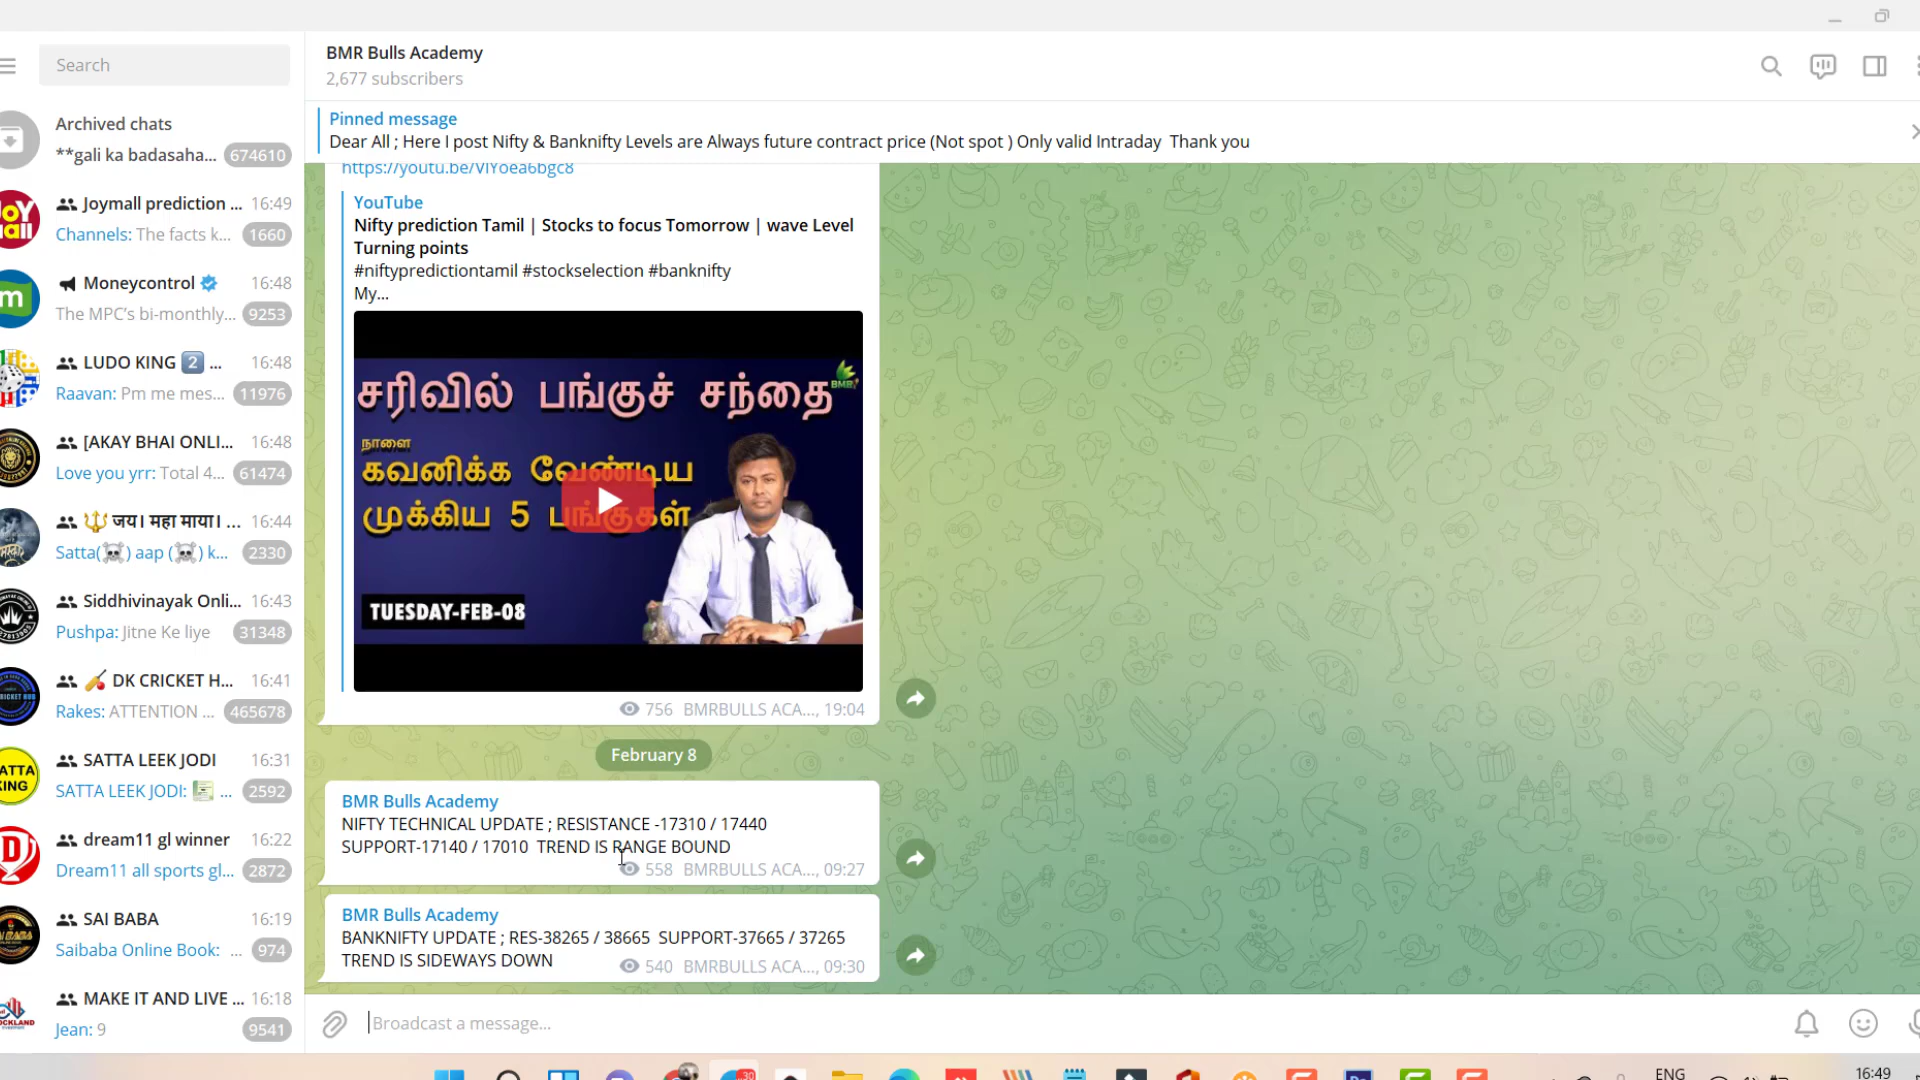 Search
BMR Bulls Academy
2,677 subscribers
Pinned message
Dear All ; Here I post Nifty & Banknifty Levels are Always future contract price (Not spot ) Only valid Intraday Thank you
Archived chats
**gali ka badasaha... 674610
Joymall prediction ... 16:49
Channels: The facts k... 1660
Moneycontrol 16:48
The MPC's bi-monthly... 9253
LUDO KING 2 ... 16:48
Raavan: Pm me mes... 11976
[AKAY BHAI ONLI... 16:48
Love you yrr: Total 4... 61474
🔱 जय। महा माया। ... 16:44
Satta(☠️) aap (☠️) k... 2330
Siddhivinayak Onli... 16:43
Pushpa: Jitne Ke liye 31348
🏏 DK CRICKET H... 16:41
Rakes: ATTENTION ... 465678
SATTA LEEK JODI 16:31
SATTA LEEK JODI: ... 2592
dream11 gl winner 16:22
Dream11 all sports gl... 2872
SAI BABA 16:19
Saibaba Online Book: ... 974
MAKE IT AND LIVE ... 16:18
Jean: 9 9541
https://youtu.be/VlYoea6bgc8
YouTube
Nifty prediction Tamil | Stocks to focus Tomorrow | wave Level
Turning points
#niftypredictiontamil #stockselection #banknifty
My...
சரிவில் பங்குச் சந்தை
BMR
நாளை
கவனிக்க வேண்டிய
முக்கிய 5 பங்குகள்
TUESDAY-FEB-08
756 BMRBULLS ACA..., 19:04
February 8
BMR Bulls Academy
NIFTY TECHNICAL UPDATE ; RESISTANCE -17310 / 17440
SUPPORT-17140 / 17010 TREND IS RANGE BOUND
558 BMRBULLS ACA..., 09:27
BMR Bulls Academy
BANKNIFTY UPDATE ; RES-38265 / 38665 SUPPORT-37665 / 37265
TREND IS SIDEWAYS DOWN
540 BMRBULLS ACA..., 09:30
Broadcast a message...
30
ENG
16:49